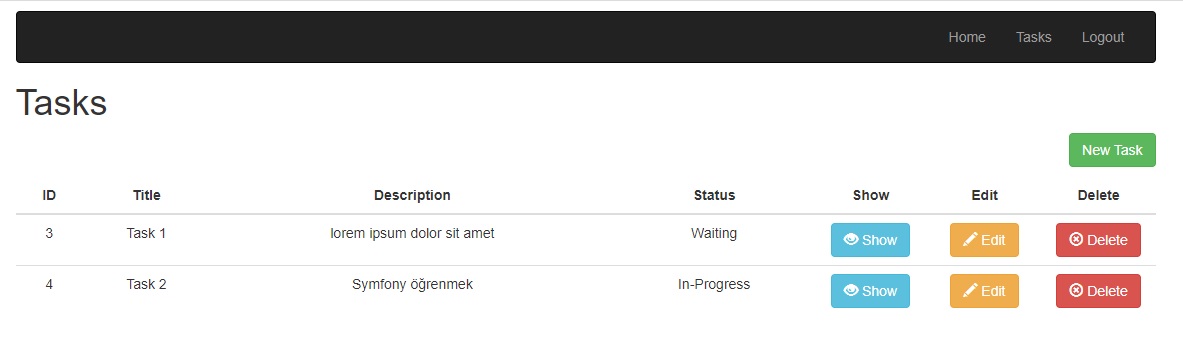 Home Tasks Logout
Tasks
New Task
ID Title Description Status Show Edit Delete
3 Task 1 lorem ipsum dolor sit amet Waiting Show Edit Delete
4 Task 2 Symfony öğrenmek In-Progress Show Edit Delete